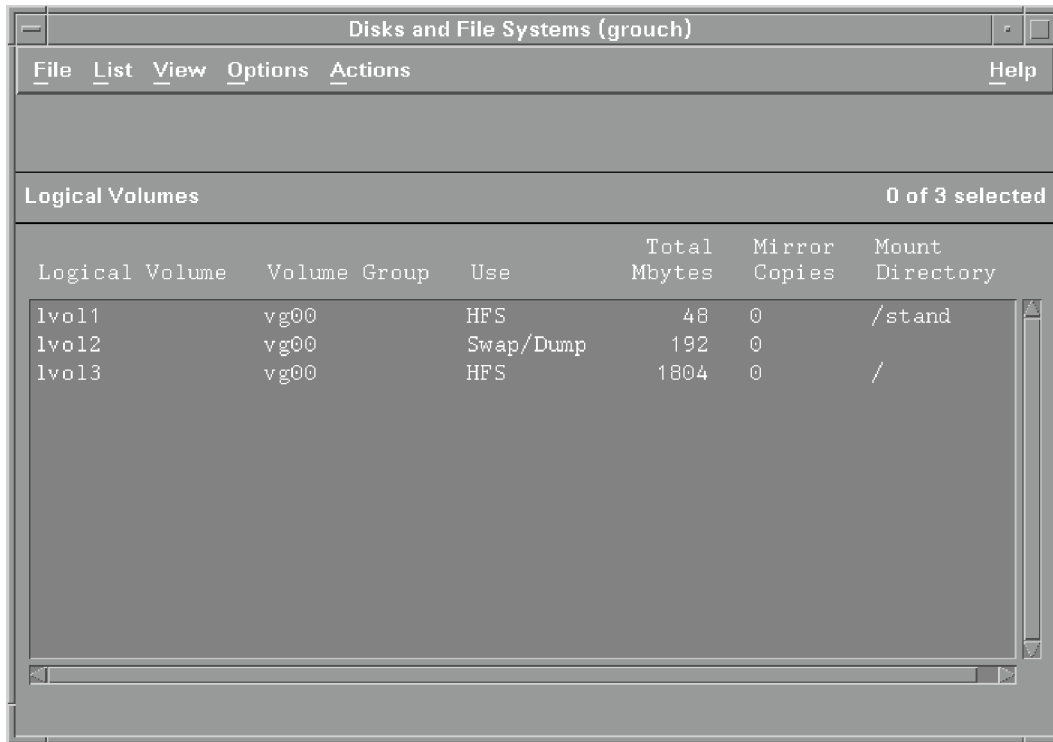 Disks and File Systems (grouch)
File List View Options Actions Help
Logical Volumes 0 of 3 selected
Total Mirror Mount
Logical Volume Volume Group Use Mbytes Copies Directory
lvol1 vg00 HFS 48 0 /stand
lvol2 vg00 Swap/Dump 192 0
lvol3 vg00 HFS 1804 0 /